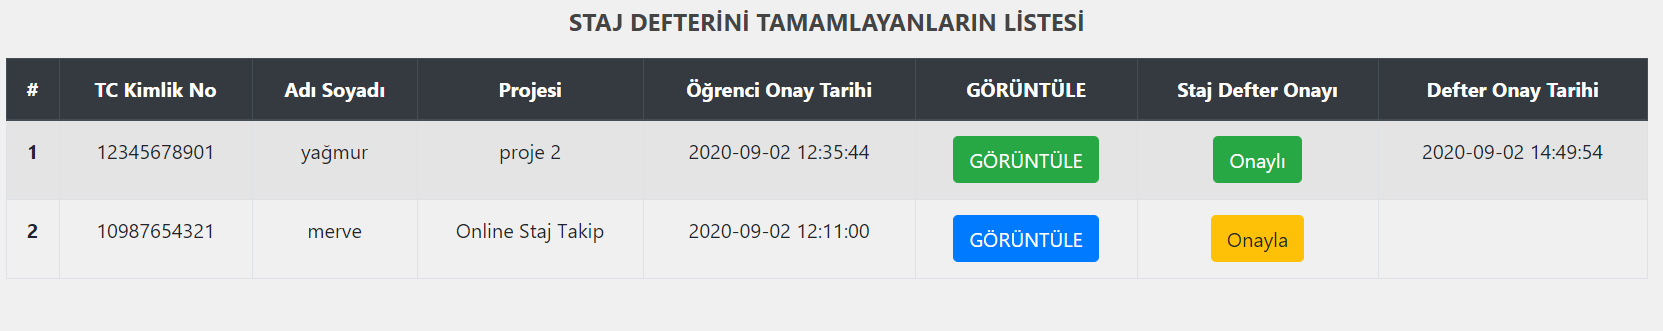 STAJ DEFTERİNİ TAMAMLAYANLARIN LİSTESİ
# TC Kimlik No Adı Soyadı Projesi Öğrenci Onay Tarihi GÖRÜNTÜLE Staj Defter Onayı Defter Onay Tarihi
1 12345678901 yağmur proje 2 2020-09-02 12:35:44 GÖRÜNTÜLE Onaylı 2020-09-02 14:49:54
2 10987654321 merve Online Staj Takip 2020-09-02 12:11:00 GÖRÜNTÜLE Onayla